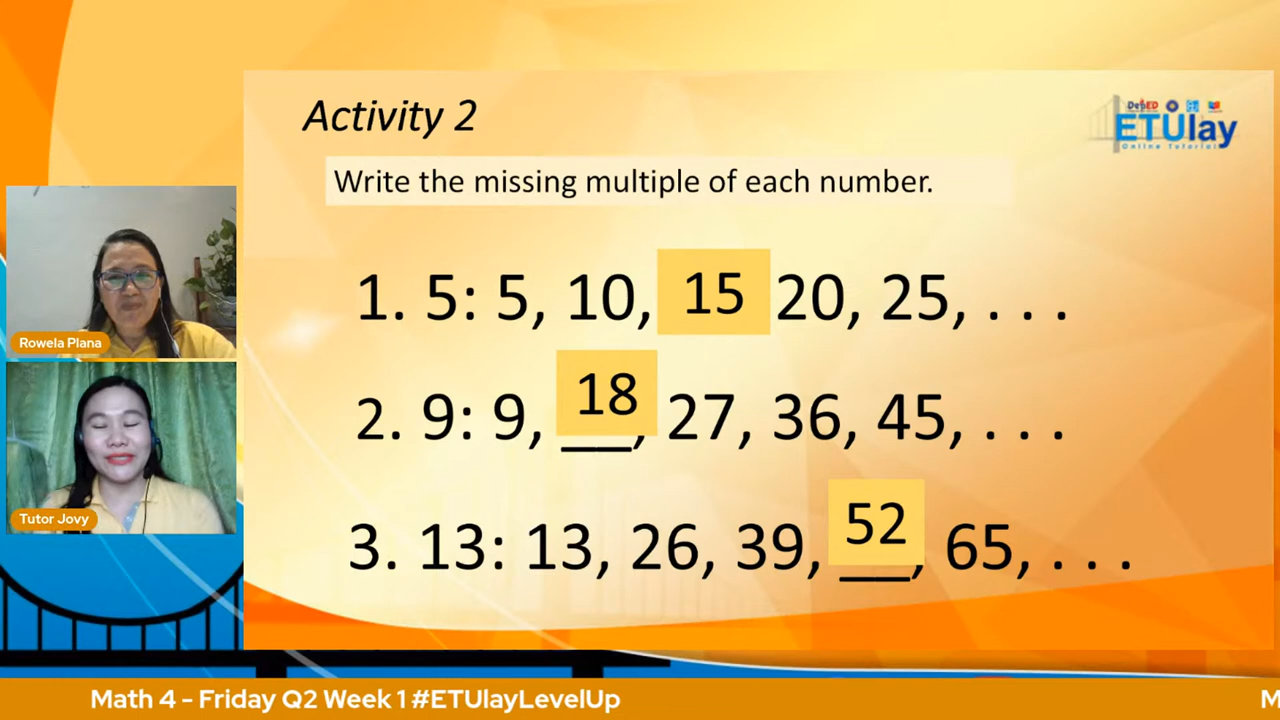 Activity 2
DepED
ETUlay
Online Tutorial
Write the missing multiple of each number.
1. 5: 5, 10, 15 20, 25, . . .
2. 9: 9, 18, 27, 36, 45, . . .
3. 13: 13, 26, 39, 52, 65, . . .
Rowela Plana
Tutor Jovy
Math 4 - Friday Q2 Week 1 #ETUlayLevelUp
M